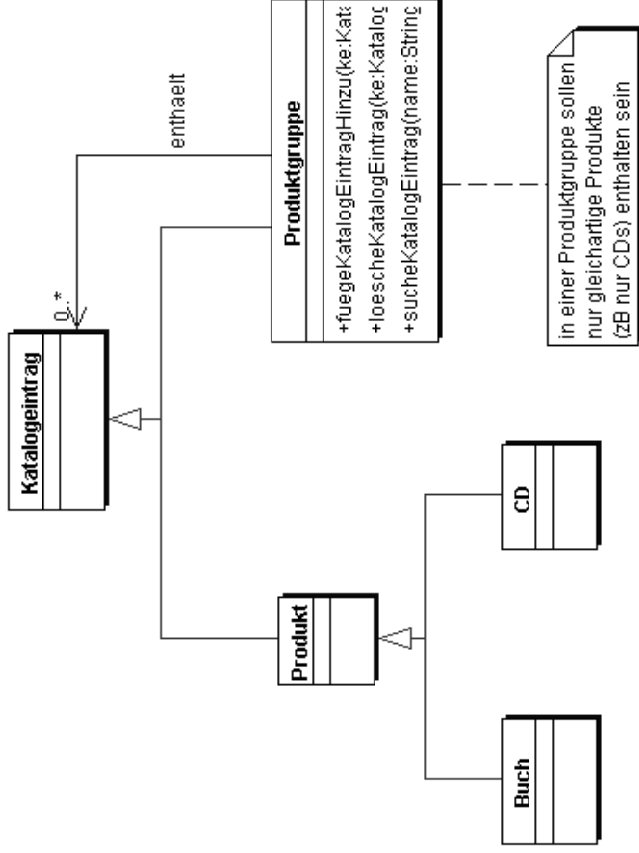 Katalogeintrag
0..*
enthaelt
Produkt
Produktgruppe
+fuegeKatalogEintragHinzu(ke:Kata
+loescheKatalogEintrag(ke:Katalog
+sucheKatalogEintrag(name:String
Buch
CD
in einer Produktgruppe sollen
nur gleichartige Produkte
(zB nur CDs) enthalten sein